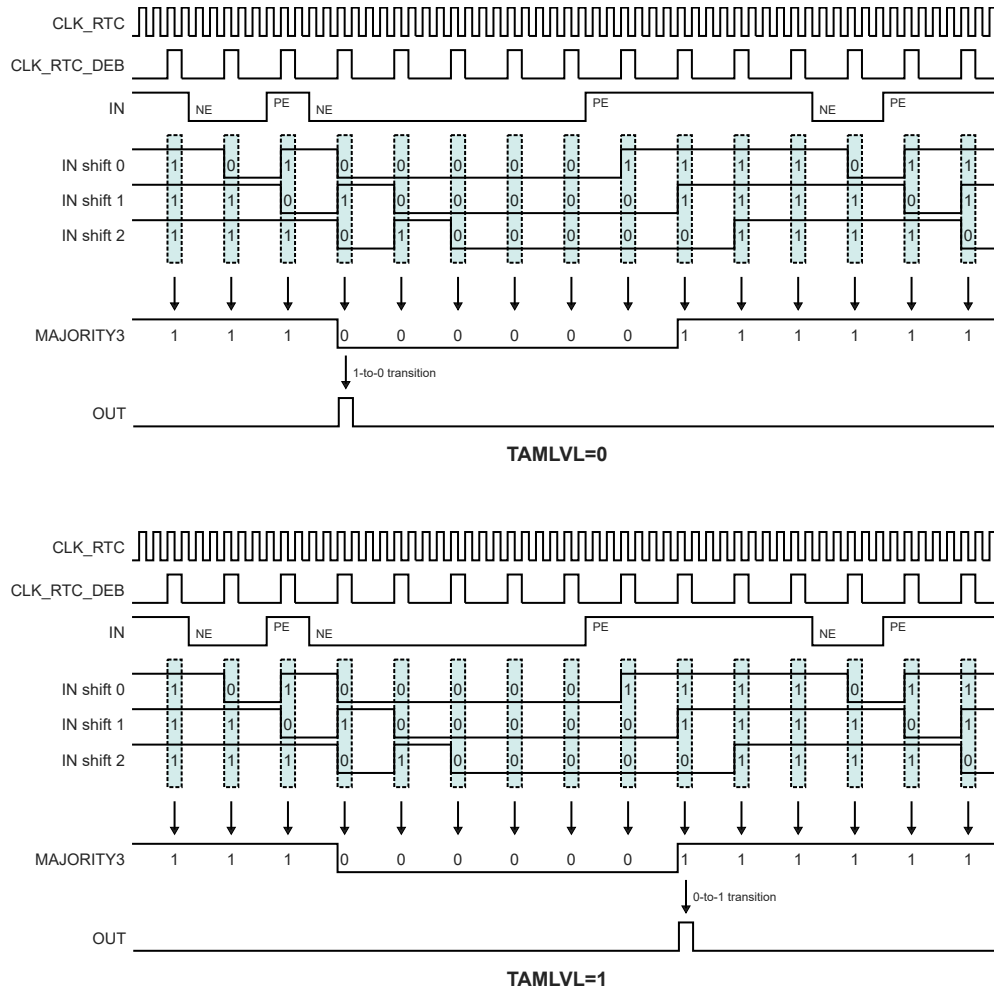 CLK_RTC
CLK_RTC_DEB
IN NE PE NE PE NE PE
IN shift 0 1 0 1 0 0 0 0 0 1 1 1 1 0 1 1
IN shift 1 1 1 0 1 0 0 0 0 0 1 1 1 1 0 1
IN shift 2 1 1 1 0 1 0 0 0 0 0 1 1 1 1 0
MAJORITY3 1 1 1 0 0 0 0 0 0 1 1 1 1 1 1
1-to-0 transition
OUT
TAMLVL=0
CLK_RTC
CLK_RTC_DEB
IN NE PE NE PE NE PE
IN shift 0 1 0 1 0 0 0 0 0 1 1 1 1 0 1 1
IN shift 1 1 1 0 1 0 0 0 0 0 1 1 1 1 0 1
IN shift 2 1 1 1 0 1 0 0 0 0 0 1 1 1 1 0
MAJORITY3 1 1 1 0 0 0 0 0 0 1 1 1 1 1 1
0-to-1 transition
OUT
TAMLVL=1